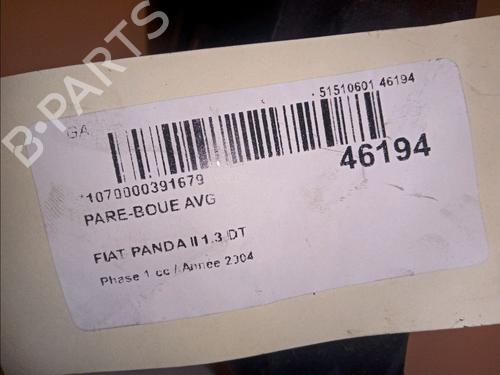 B-PARTS
GA
51510601 46194
*1070000391679
46194
PARE-BOUE AVG
FIAT PANDA II 1.3 DT
Phase 1 cc / Année 2004